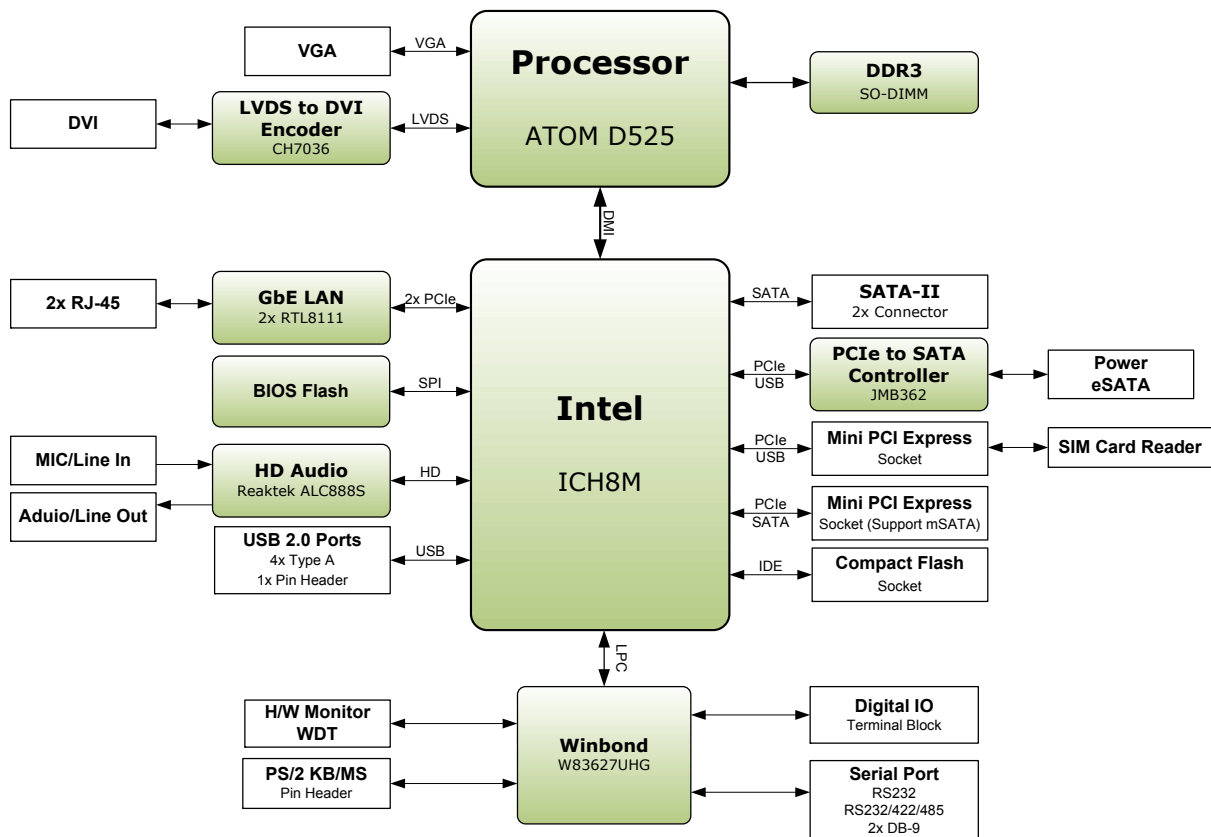 VGA
VGA
Processor
ATOM D525
DDR3
SO-DIMM
DVI
LVDS to DVI
Encoder
CH7036
LVDS
DMI
2x RJ-45
GbE LAN
2x RTL8111
2x PCIe
BIOS Flash
SPI
MIC/Line In
Aduio/Line Out
HD Audio
Reaktek ALC888S
HD
USB 2.0 Ports
4x Type A
1x Pin Header
USB
Intel
ICH8M
SATA
SATA-II
2x Connector
PCIe
USB
PCIe to SATA
Controller
JMB362
Power
eSATA
PCIe
USB
Mini PCI Express
Socket
SIM Card Reader
PCIe
SATA
Mini PCI Express
Socket (Support mSATA)
IDE
Compact Flash
Socket
LPC
H/W Monitor
WDT
PS/2 KB/MS
Pin Header
Winbond
W83627UHG
Digital IO
Terminal Block
Serial Port
RS232
RS232/422/485
2x DB-9